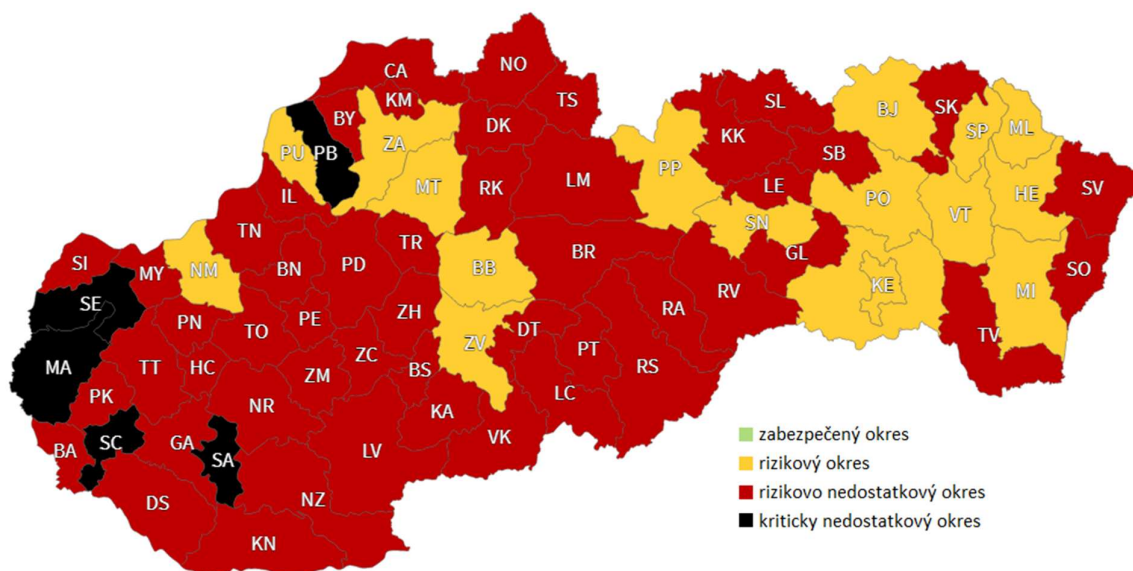 NO
CA
KM
TS
SL
BJ
SK
BY
DK
KK
SP
ML
PU
PB
ZA
SB
MT
RK
LM
PP
LE
PO
HE
SV
IL
VT
TN
TR
SN
SI
MY
NM
BN
PD
BB
BR
GL
SO
SE
KE
MI
RV
PN
TO
PE
ZH
RA
DT
TV
MA
TT
HC
ZM
ZC
BS
ZV
PT
RS
PK
NR
KA
LC
BA
SC
GA
SA
LV
VK
zabezpečený okres
rizikový okres
DS
NZ
rizikovo nedostatkový okres
kriticky nedostatkový okres
KN